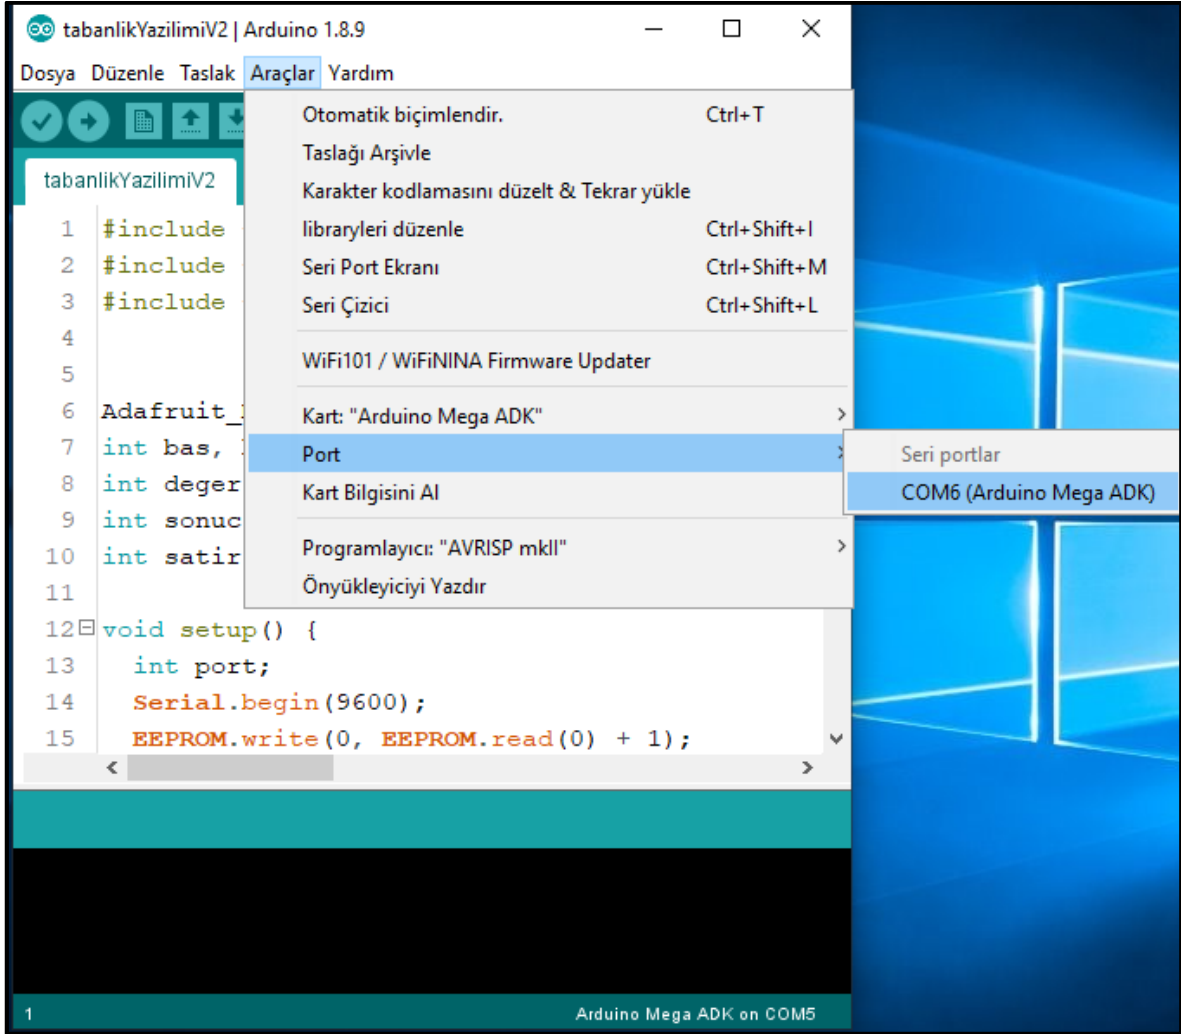 tabanlikYazilimiV2 | Arduino 1.8.9
Dosya Düzenle Taslak Araçlar Yardım
Otomatik biçimlendir. Ctrl+T
Taslağı Arşivle
Karakter kodlamasını düzelt & Tekrar yükle
libraryleri düzenle Ctrl+Shift+I
Seri Port Ekranı Ctrl+Shift+M
Seri Çizici Ctrl+Shift+L
WiFi101 / WiFiNINA Firmware Updater
Kart: "Arduino Mega ADK"
Port
Kart Bilgisini Al
Programlayıcı: "AVRISP mkII"
Önyükleyiciyi Yazdır
Seri portlar
COM6 (Arduino Mega ADK)
tabanlikYazilimiV2
1 #include
2 #include
3 #include
4
5
6 Adafruit_
7 int bas,
8 int deger
9 int sonuc
10 int satir
11
12 void setup() {
13 int port;
14 Serial.begin(9600);
15 EEPROM.write(0, EEPROM.read(0) + 1);
1 Arduino Mega ADK on COM5